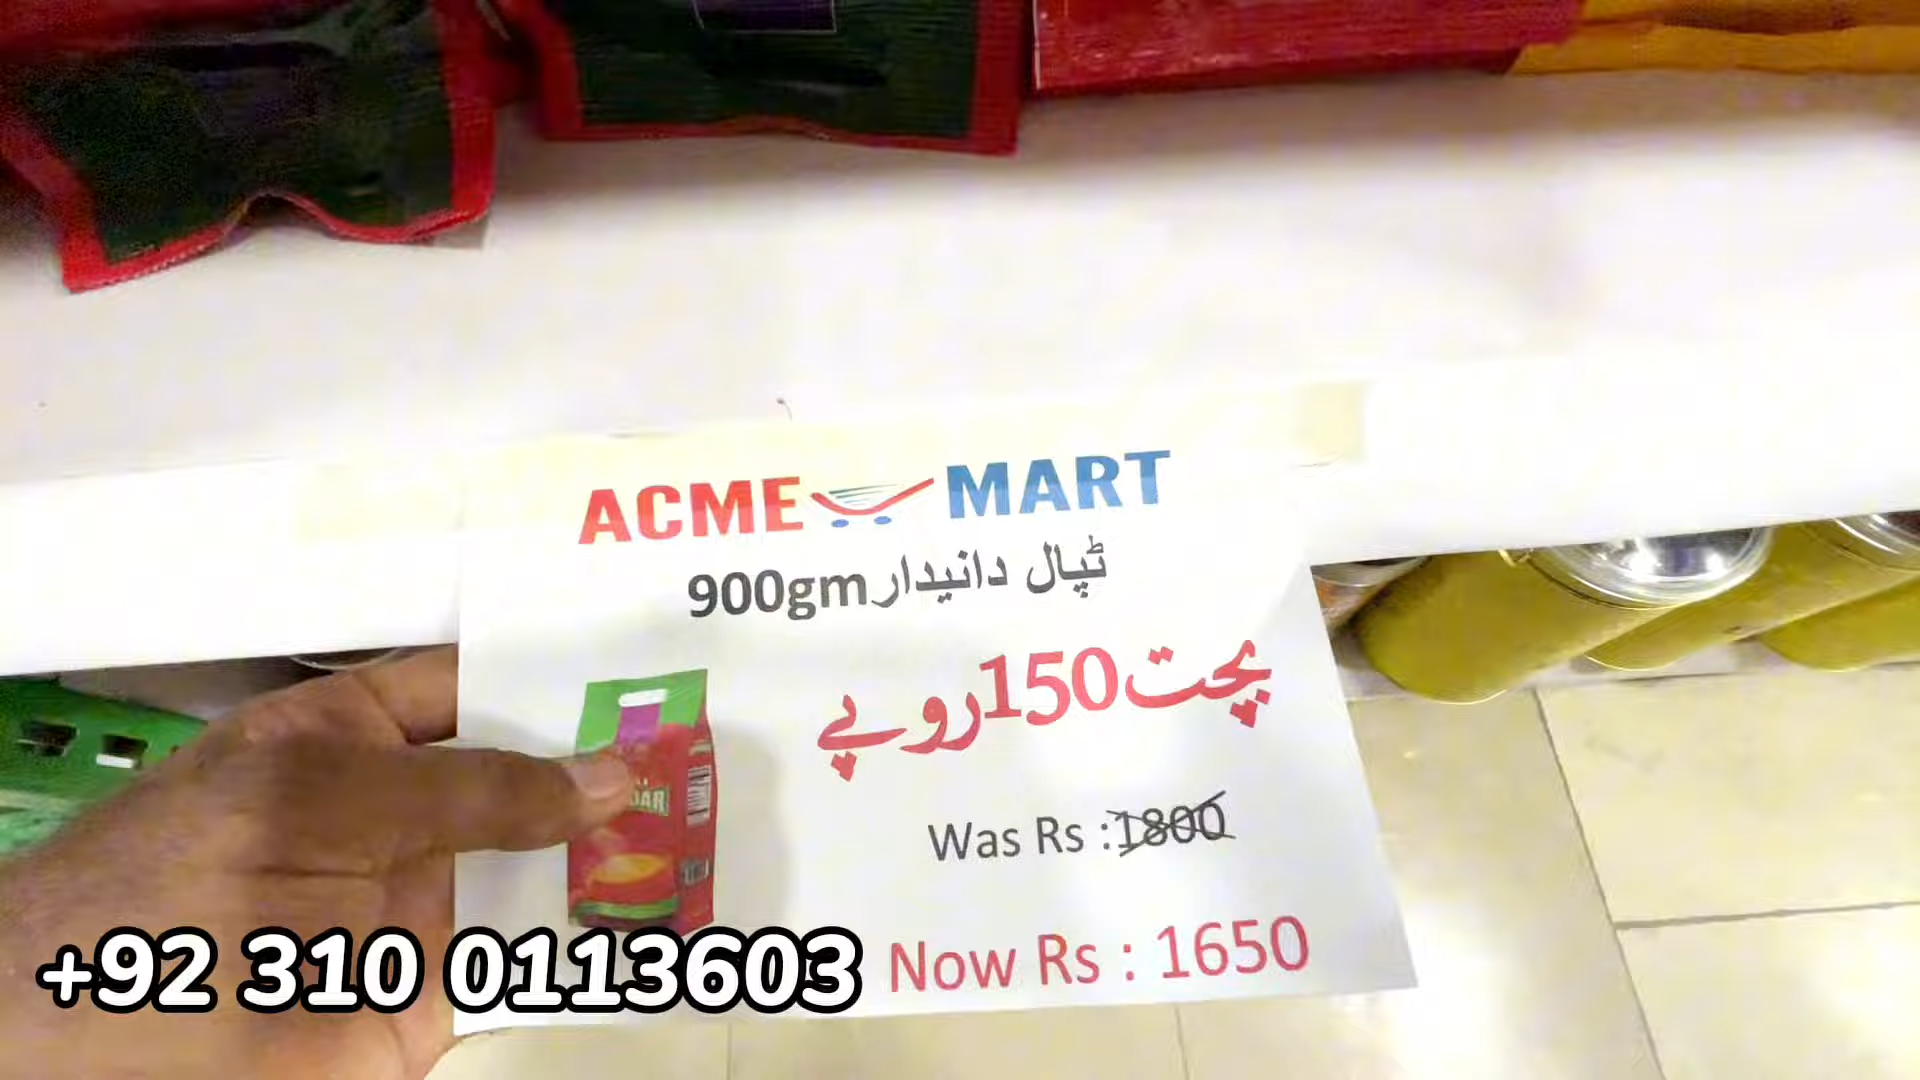 ACME MART
ٹپال دانیدار900gm
بچت150روپے
Was Rs :1800
Now Rs : 1650
+92 310 0113603